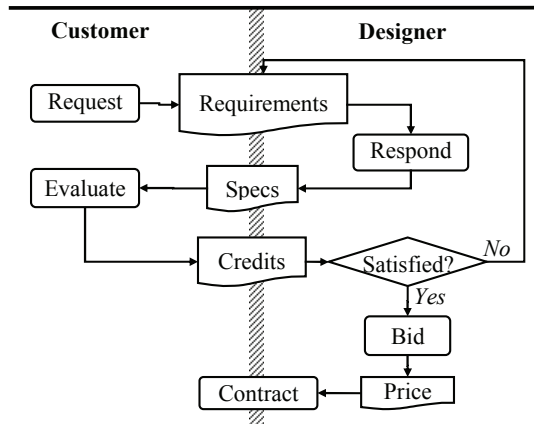 Customer Designer
Request Requirements
Respond
Evaluate Specs
Credits Satisfied? No
Yes
Bid
Contract Price